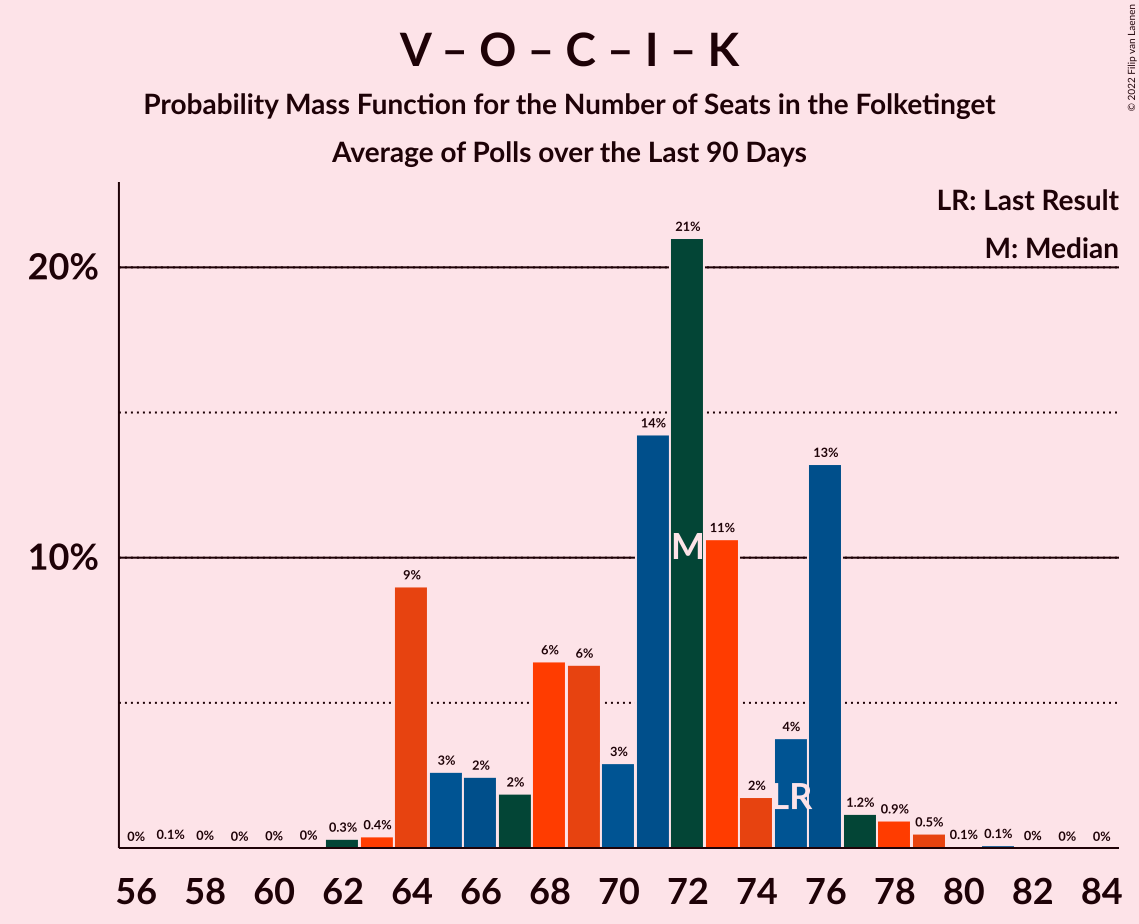 V – O – C – I – K
Probability Mass Function for the Number of Seats in the Folketinget
Average of Polls over the Last 90 Days
© 2022 Filip van Laenen
LR: Last Result
M: Median
20%
10%
0% 0.1% 0% 0% 0% 0% 0.3% 0.4% 9% 3% 2% 2% 6% 6% 3% 14% 21% 11% 2% 4% 13% 1.2% 0.9% 0.5% 0.1% 0.1% 0% 0% 0%
M
LR
56 58 60 62 64 66 68 70 72 74 76 78 80 82 84